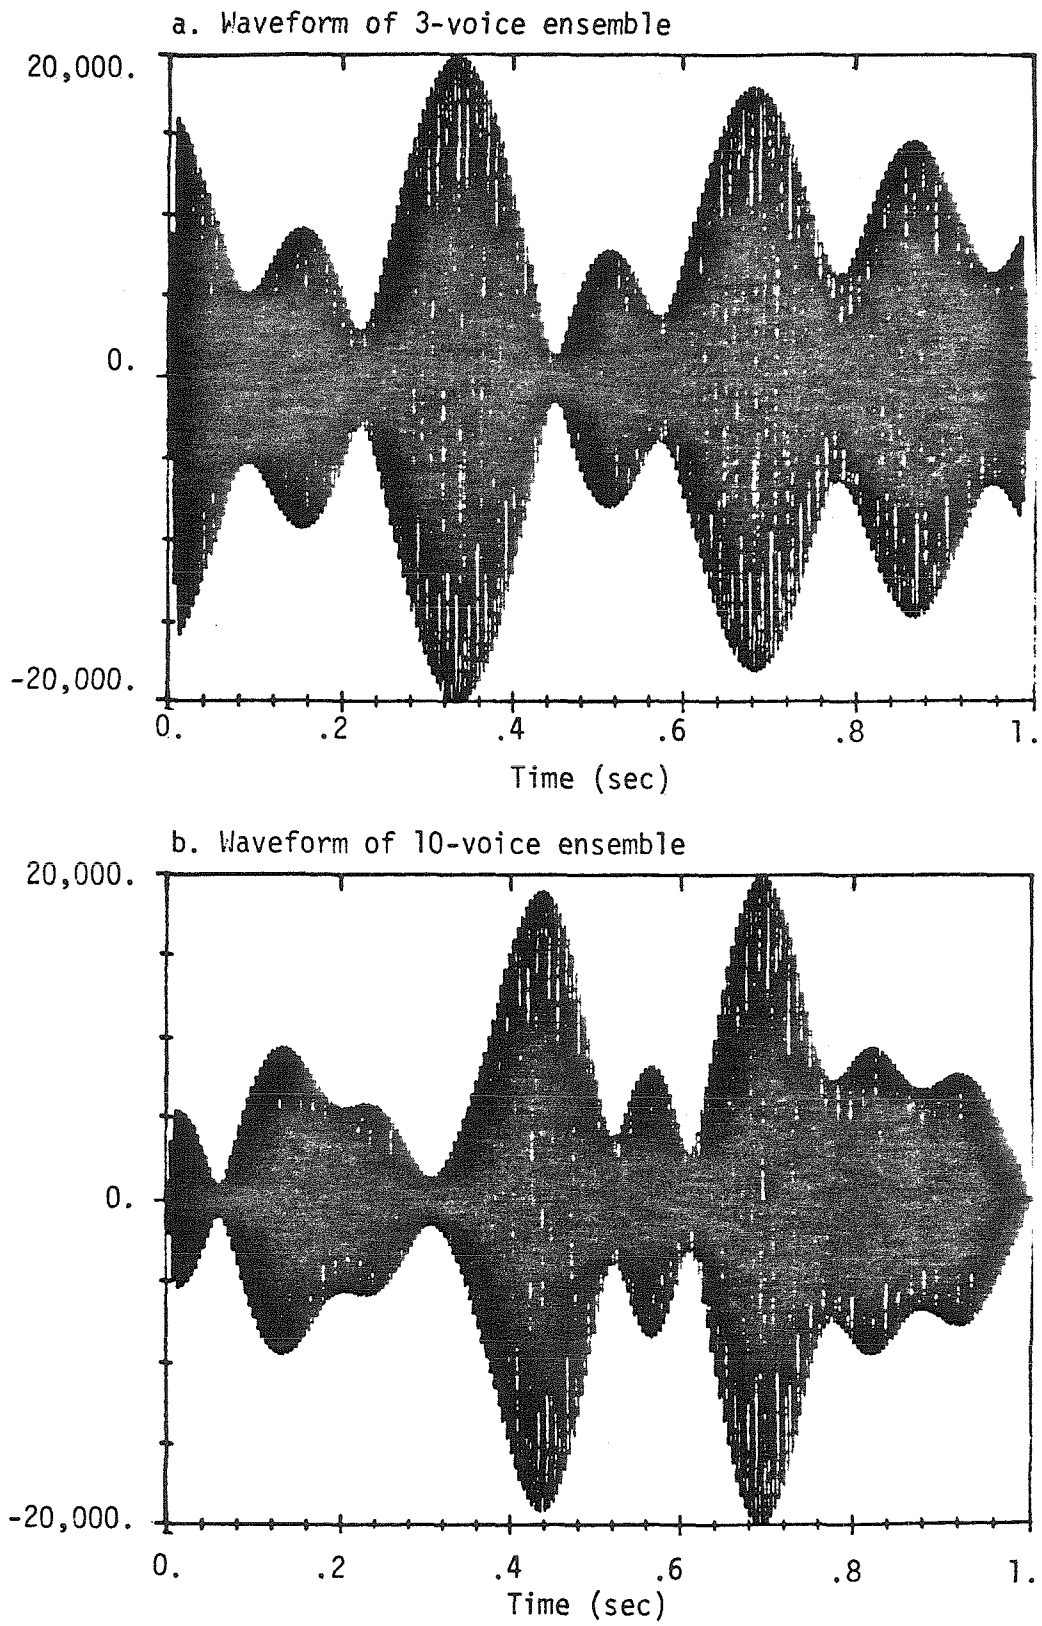 a. Waveform of 3-voice ensemble
20,000.
0.
-20,000.
0. .2 .4 .6 .8 1.
Time (sec)
b. Waveform of 10-voice ensemble
20,000.
0.
-20,000.
0. .2 .4 .6 .8 1.
Time (sec)